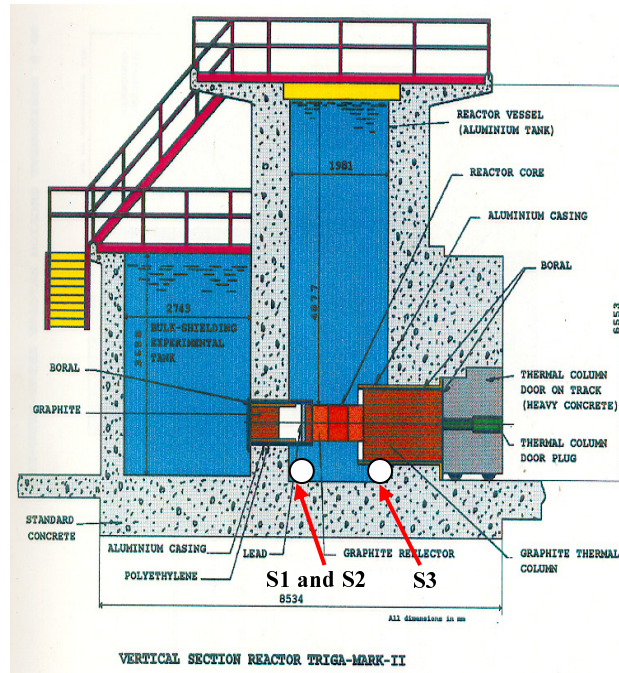 REACTOR VESSEL
(ALUMINIUM TANK)
1981
REACTOR CORE
ALUMINIUM CASING
BORAL
4877
6553
2743
BULK-SHIELDING
EXPERIMENTAL
TANK
BORAL
GRAPHITE
THERMAL COLUMN
DOOR ON TRACK
(HEAVY CONCRETE)
THERMAL COLUMN
DOOR PLUG
STANDARD
CONCRETE
ALUMINIUM CASING
LEAD
GRAPHITE REFLECTOR
GRAPHITE THERMAL
COLUMN
POLYETHYLENE
S1 and S2
S3
8534
All dimensions in mm
VERTICAL SECTION REACTOR TRIGA-MARK-II